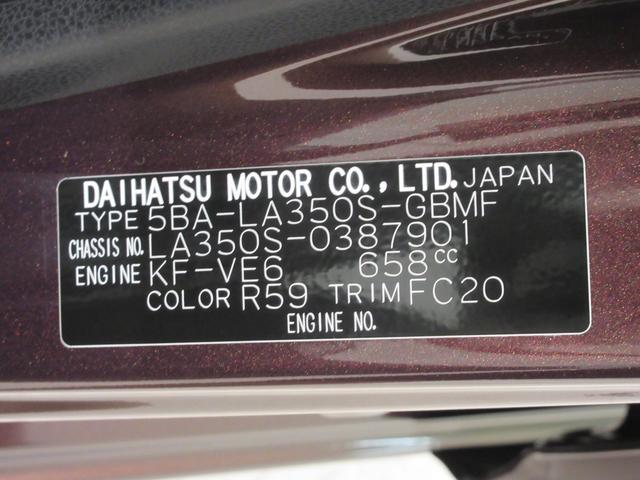 DAIHATSU MOTOR CO., LTD. JAPAN
TYPE 5BA-LA350S-GBMF
CHASSIS NO. LA350S-0387901
ENGINE KF-VE6 658cc
COLOR R59 TRIM FC20
ENGINE NO.